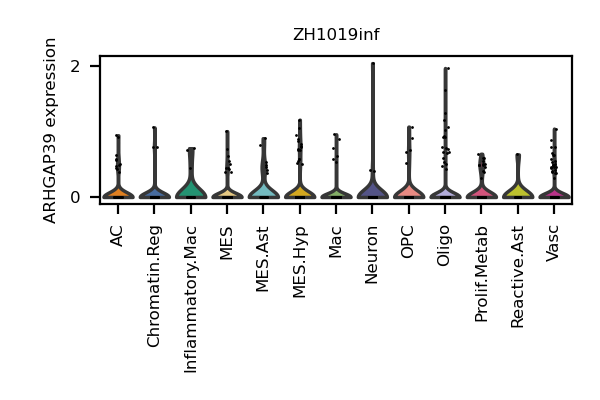 ZH1019inf
ARHGAP39 expression
2
0
AC
Chromatin.Reg
Inflammatory.Mac
MES
MES.Ast
MES.Hyp
Mac
Neuron
OPC
Oligo
Prolif.Metab
Reactive.Ast
Vasc